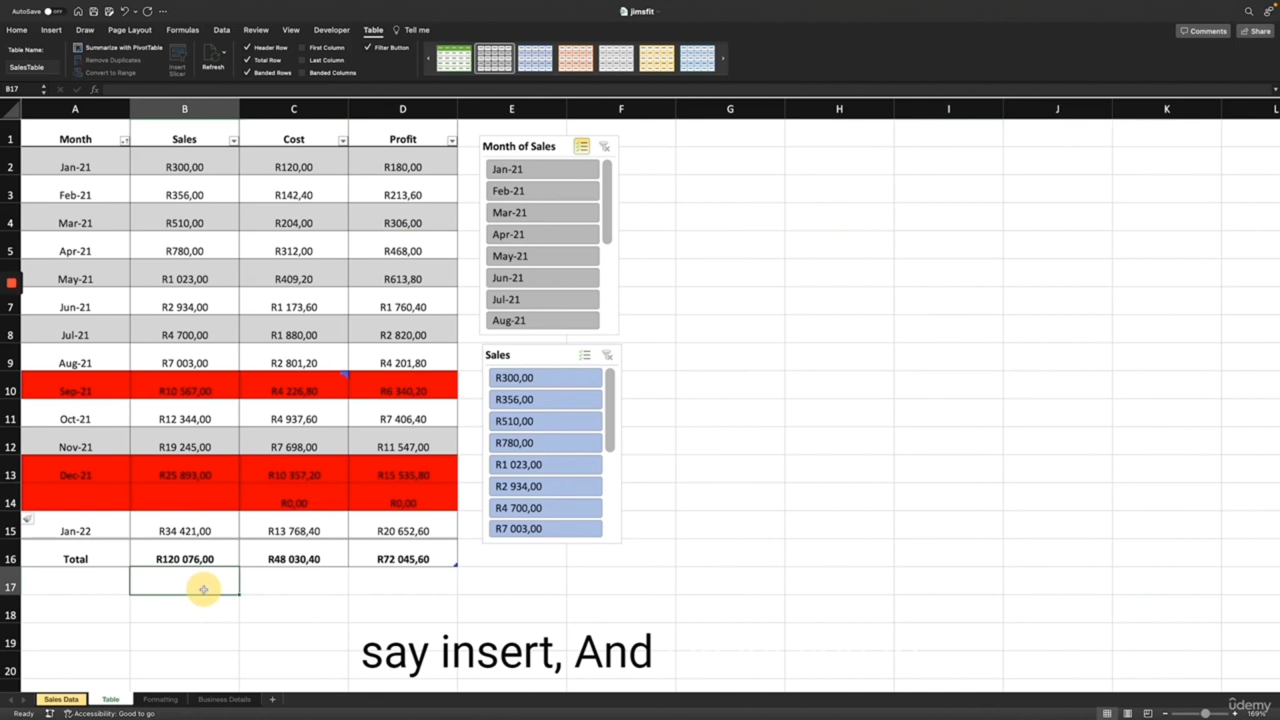 AutoSave
jimsfit
Home Insert Draw Page Layout Formulas Data Review View Developer Table Tell me
Comments Share
Table Name:
SalesTable
Summarize with PivotTable
Remove Duplicates
Convert to Range
Insert Slicer
Refresh
Header Row First Column Filter Button
Total Row Last Column
Banded Rows Banded Columns
B17 fx
A B C D E F G H I J K L
1 Month Sales Cost Profit
2 Jan-21 R300,00 R120,00 R180,00
3 Feb-21 R356,00 R142,40 R213,60
4 Mar-21 R510,00 R204,00 R306,00
5 Apr-21 R780,00 R312,00 R468,00
May-21 R1 023,00 R409,20 R613,80
7 Jun-21 R2 934,00 R1 173,60 R1 760,40
8 Jul-21 R4 700,00 R1 880,00 R2 820,00
9 Aug-21 R7 003,00 R2 801,20 R4 201,80
10 Sep-21 R10 567,00 R4 226,80 R6 340,20
11 Oct-21 R12 344,00 R4 937,60 R7 406,40
12 Nov-21 R19 245,00 R7 698,00 R11 547,00
13 Dec-21 R25 893,00 R10 357,20 R15 535,80
14 R0,00 R0,00
15 Jan-22 R34 421,00 R13 768,40 R20 652,60
16 Total R120 076,00 R48 030,40 R72 045,60
17
18
19
20
Month of Sales
Jan-21
Feb-21
Mar-21
Apr-21
May-21
Jun-21
Jul-21
Aug-21
Sales
R300,00
R356,00
R510,00
R780,00
R1 023,00
R2 934,00
R4 700,00
R7 003,00
say insert, And
Sales Data Table Formatting Business Details +
Ready Accessibility: Good to go
169%
udemy